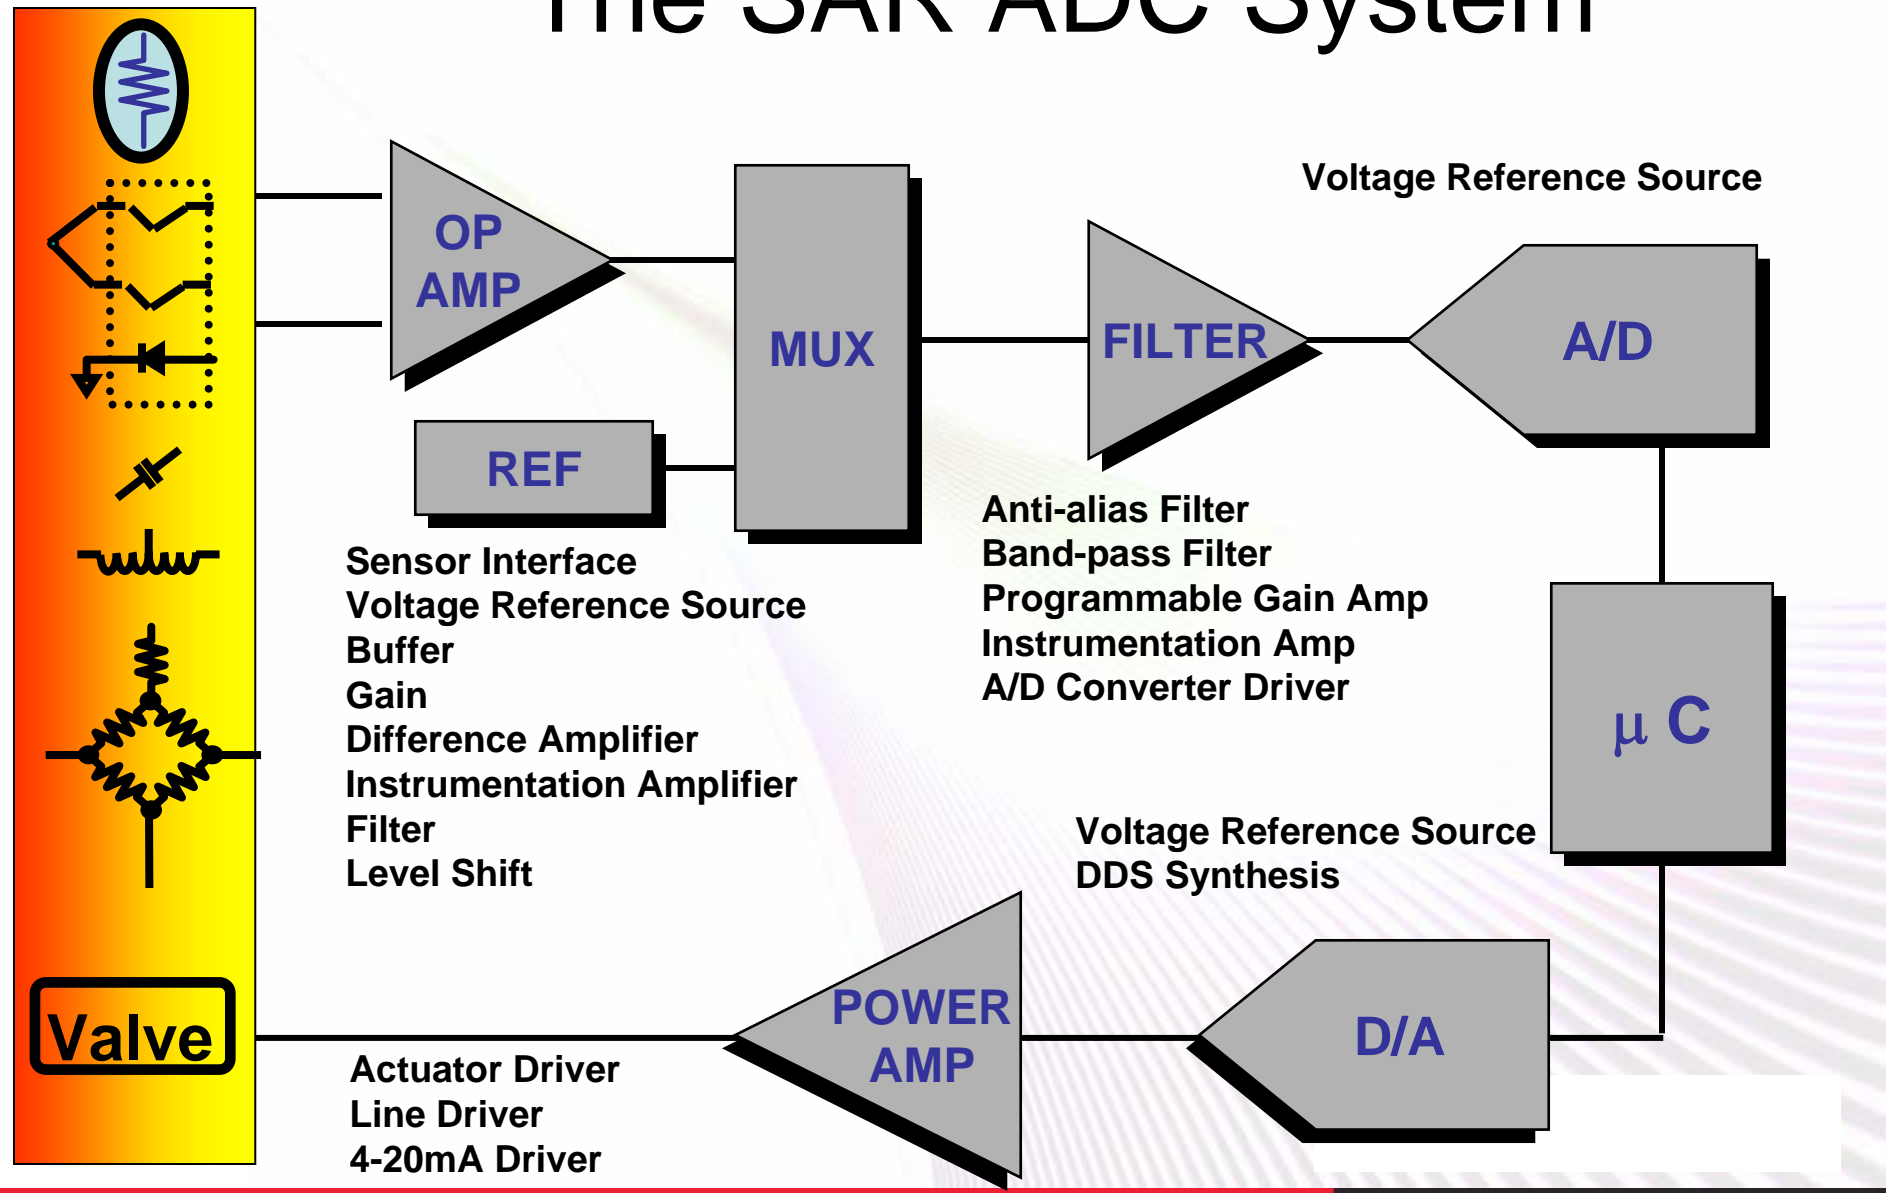 The SAR ADC System
Voltage Reference Source
OP
AMP
MUX
FILTER
A/D
REF
Sensor Interface
Voltage Reference Source
Buffer
Gain
Difference Amplifier
Instrumentation Amplifier
Filter
Level Shift
Anti-alias Filter
Band-pass Filter
Programmable Gain Amp
Instrumentation Amp
A/D Converter Driver
μ C
Voltage Reference Source
DDS Synthesis
Valve
POWER
AMP
D/A
Actuator Driver
Line Driver
4-20mA Driver